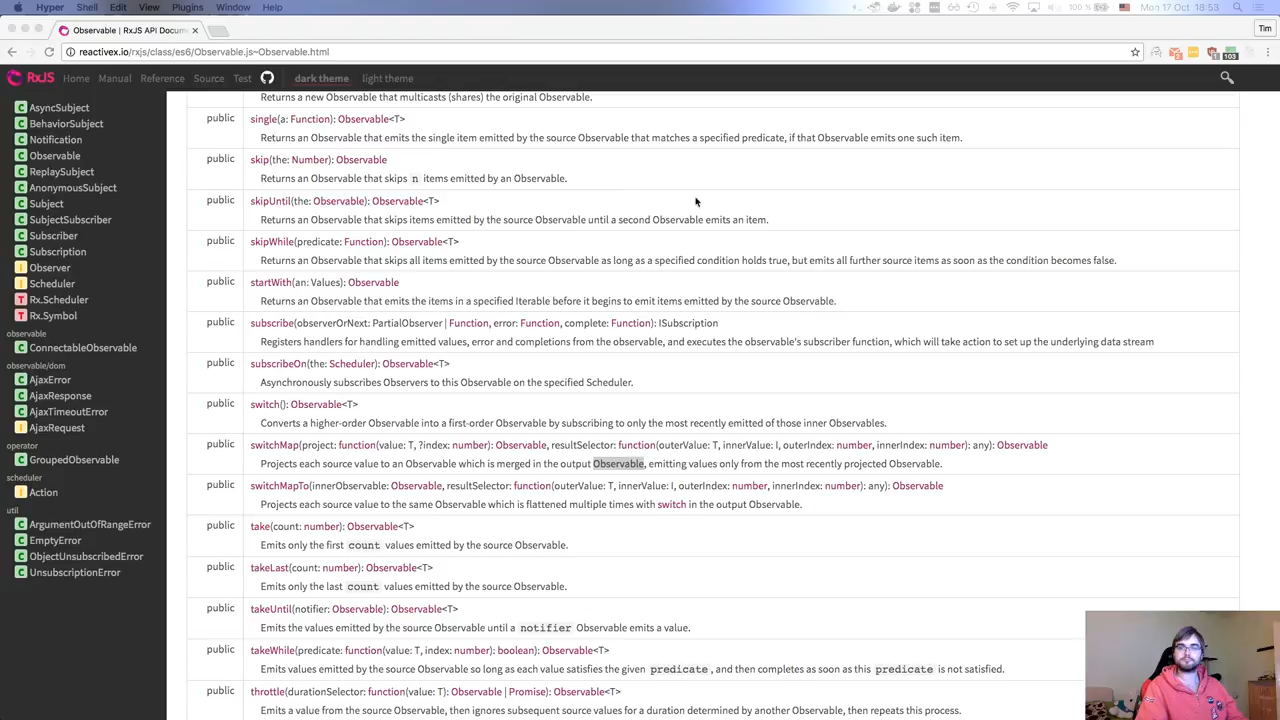 Hyper Shell Edit View Plugins Window Help
100 % Mon 17 Oct 18:53
Observable | RxJS API Docume
Tim
reactivex.io/rxjs/class/es6/Observable.js~Observable.html
103
RxJS Home Manual Reference Source Test dark theme light theme
C AsyncSubject
C BehaviorSubject
C Notification
C Observable
C ReplaySubject
C AnonymousSubject
C Subject
C SubjectSubscriber
C Subscriber
C Subscription
I Observer
I Scheduler
T Rx.Scheduler
T Rx.Symbol
observable
C ConnectableObservable
observable/dom
C AjaxError
C AjaxResponse
C AjaxTimeoutError
I AjaxRequest
operator
C GroupedObservable
scheduler
I Action
util
C ArgumentOutOfRangeError
C EmptyError
C ObjectUnsubscribedError
C UnsubscriptionError
Returns a new Observable that multicasts (shares) the original Observable.
public single(a: Function): Observable<T>
Returns an Observable that emits the single item emitted by the source Observable that matches a specified predicate, if that Observable emits one such item.
public skip(the: Number): Observable
Returns an Observable that skips n items emitted by an Observable.
public skipUntil(the: Observable): Observable<T>
Returns an Observable that skips items emitted by the source Observable until a second Observable emits an item.
public skipWhile(predicate: Function): Observable<T>
Returns an Observable that skips all items emitted by the source Observable as long as a specified condition holds true, but emits all further source items as soon as the condition becomes false.
public startWith(an: Values): Observable
Returns an Observable that emits the items in a specified Iterable before it begins to emit items emitted by the source Observable.
public subscribe(observerOrNext: PartialObserver | Function, error: Function, complete: Function): ISubscription
Registers handlers for handling emitted values, error and completions from the observable, and executes the observable's subscriber function, which will take action to set up the underlying data stream
public subscribeOn(the: Scheduler): Observable<T>
Asynchronously subscribes Observers to this Observable on the specified Scheduler.
public switch(): Observable<T>
Converts a higher-order Observable into a first-order Observable by subscribing to only the most recently emitted of those inner Observables.
public switchMap(project: function(value: T, ?index: number): Observable, resultSelector: function(outerValue: T, innerValue: I, outerIndex: number, innerIndex: number): any): Observable
Projects each source value to an Observable which is merged in the output Observable, emitting values only from the most recently projected Observable.
public switchMapTo(innerObservable: Observable, resultSelector: function(outerValue: T, innerValue: I, outerIndex: number, innerIndex: number): any): Observable
Projects each source value to the same Observable which is flattened multiple times with switch in the output Observable.
public take(count: number): Observable<T>
Emits only the first count values emitted by the source Observable.
public takeLast(count: number): Observable<T>
Emits only the last count values emitted by the source Observable.
public takeUntil(notifier: Observable): Observable<T>
Emits the values emitted by the source Observable until a notifier Observable emits a value.
public takeWhile(predicate: function(value: T, index: number): boolean): Observable<T>
Emits values emitted by the source Observable so long as each value satisfies the given predicate, and then completes as soon as this predicate is not satisfied.
public throttle(durationSelector: function(value: T): Observable | Promise): Observable<T>
Emits a value from the source Observable, then ignores subsequent source values for a duration determined by another Observable, then repeats this process.